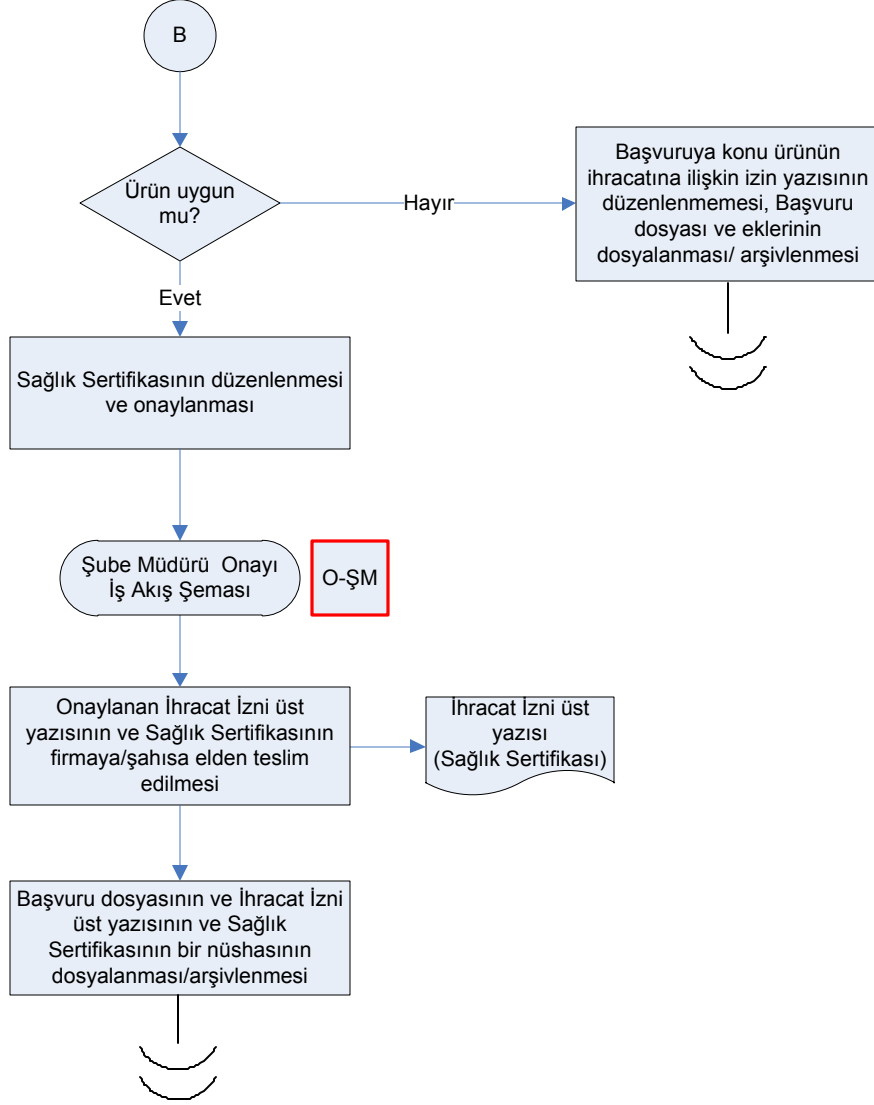 B
Ürün uygun
mu?
Hayır
Başvuruya konu ürünün
ihracatına ilişkin izin yazısının
düzenlenmemesi, Başvuru
dosyası ve eklerinin
dosyalanması/ arşivlenmesi
Evet
Sağlık Sertifikasının düzenlenmesi
ve onaylanması
Şube Müdürü  Onayı
İş Akış Şeması
O-ŞM
Onaylanan İhracat İzni üst
yazısının ve Sağlık Sertifikasının
firmaya/şahısa elden teslim
edilmesi
İhracat İzni üst
yazısı
(Sağlık Sertifikası)
Başvuru dosyasının ve İhracat İzni
üst yazısının ve Sağlık
Sertifikasının bir nüshasının
dosyalanması/arşivlenmesi